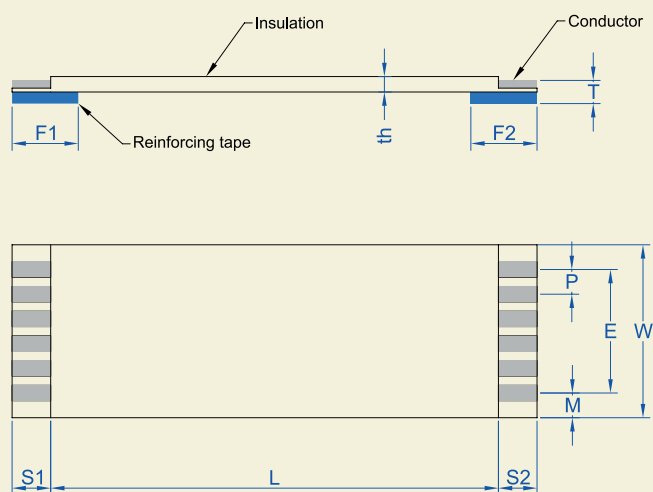 Insulation
Conductor
T
th
F1
F2
Reinforcing tape
P
E
W
M
S1
L
S2